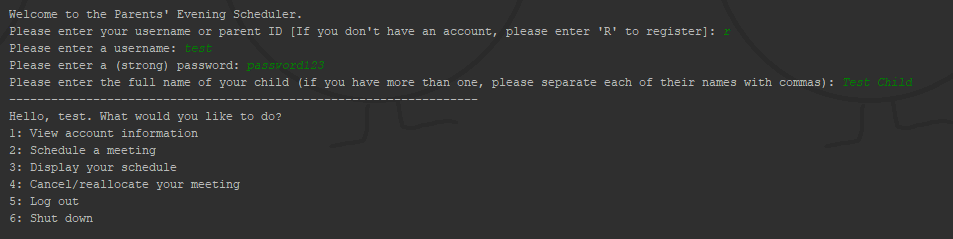 Welcome to the Parents' Evening Scheduler.
Please enter your username or parent ID [If you don't have an account, please enter 'R' to register]: r
Please enter a username: test
Please enter a (strong) password: password123
Please enter the full name of your child (if you have more than one, please separate each of their names with commas): Test Child
-------------------------------------------------------------------
Hello, test. What would you like to do?
1: View account information
2: Schedule a meeting
3: Display your schedule
4: Cancel/reallocate your meeting
5: Log out
6: Shut down